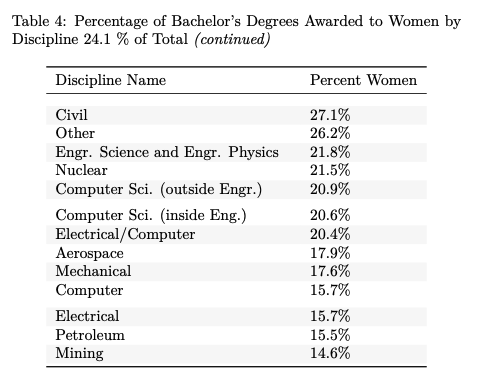 Table 4: Percentage of Bachelor's Degrees Awarded to Women by
Discipline 24.1 % of Total (continued)
Discipline Name Percent Women
Civil 27.1%
Other 26.2%
Engr. Science and Engr. Physics 21.8%
Nuclear 21.5%
Computer Sci. (outside Engr.) 20.9%
Computer Sci. (inside Eng.) 20.6%
Electrical/Computer 20.4%
Aerospace 17.9%
Mechanical 17.6%
Computer 15.7%
Electrical 15.7%
Petroleum 15.5%
Mining 14.6%